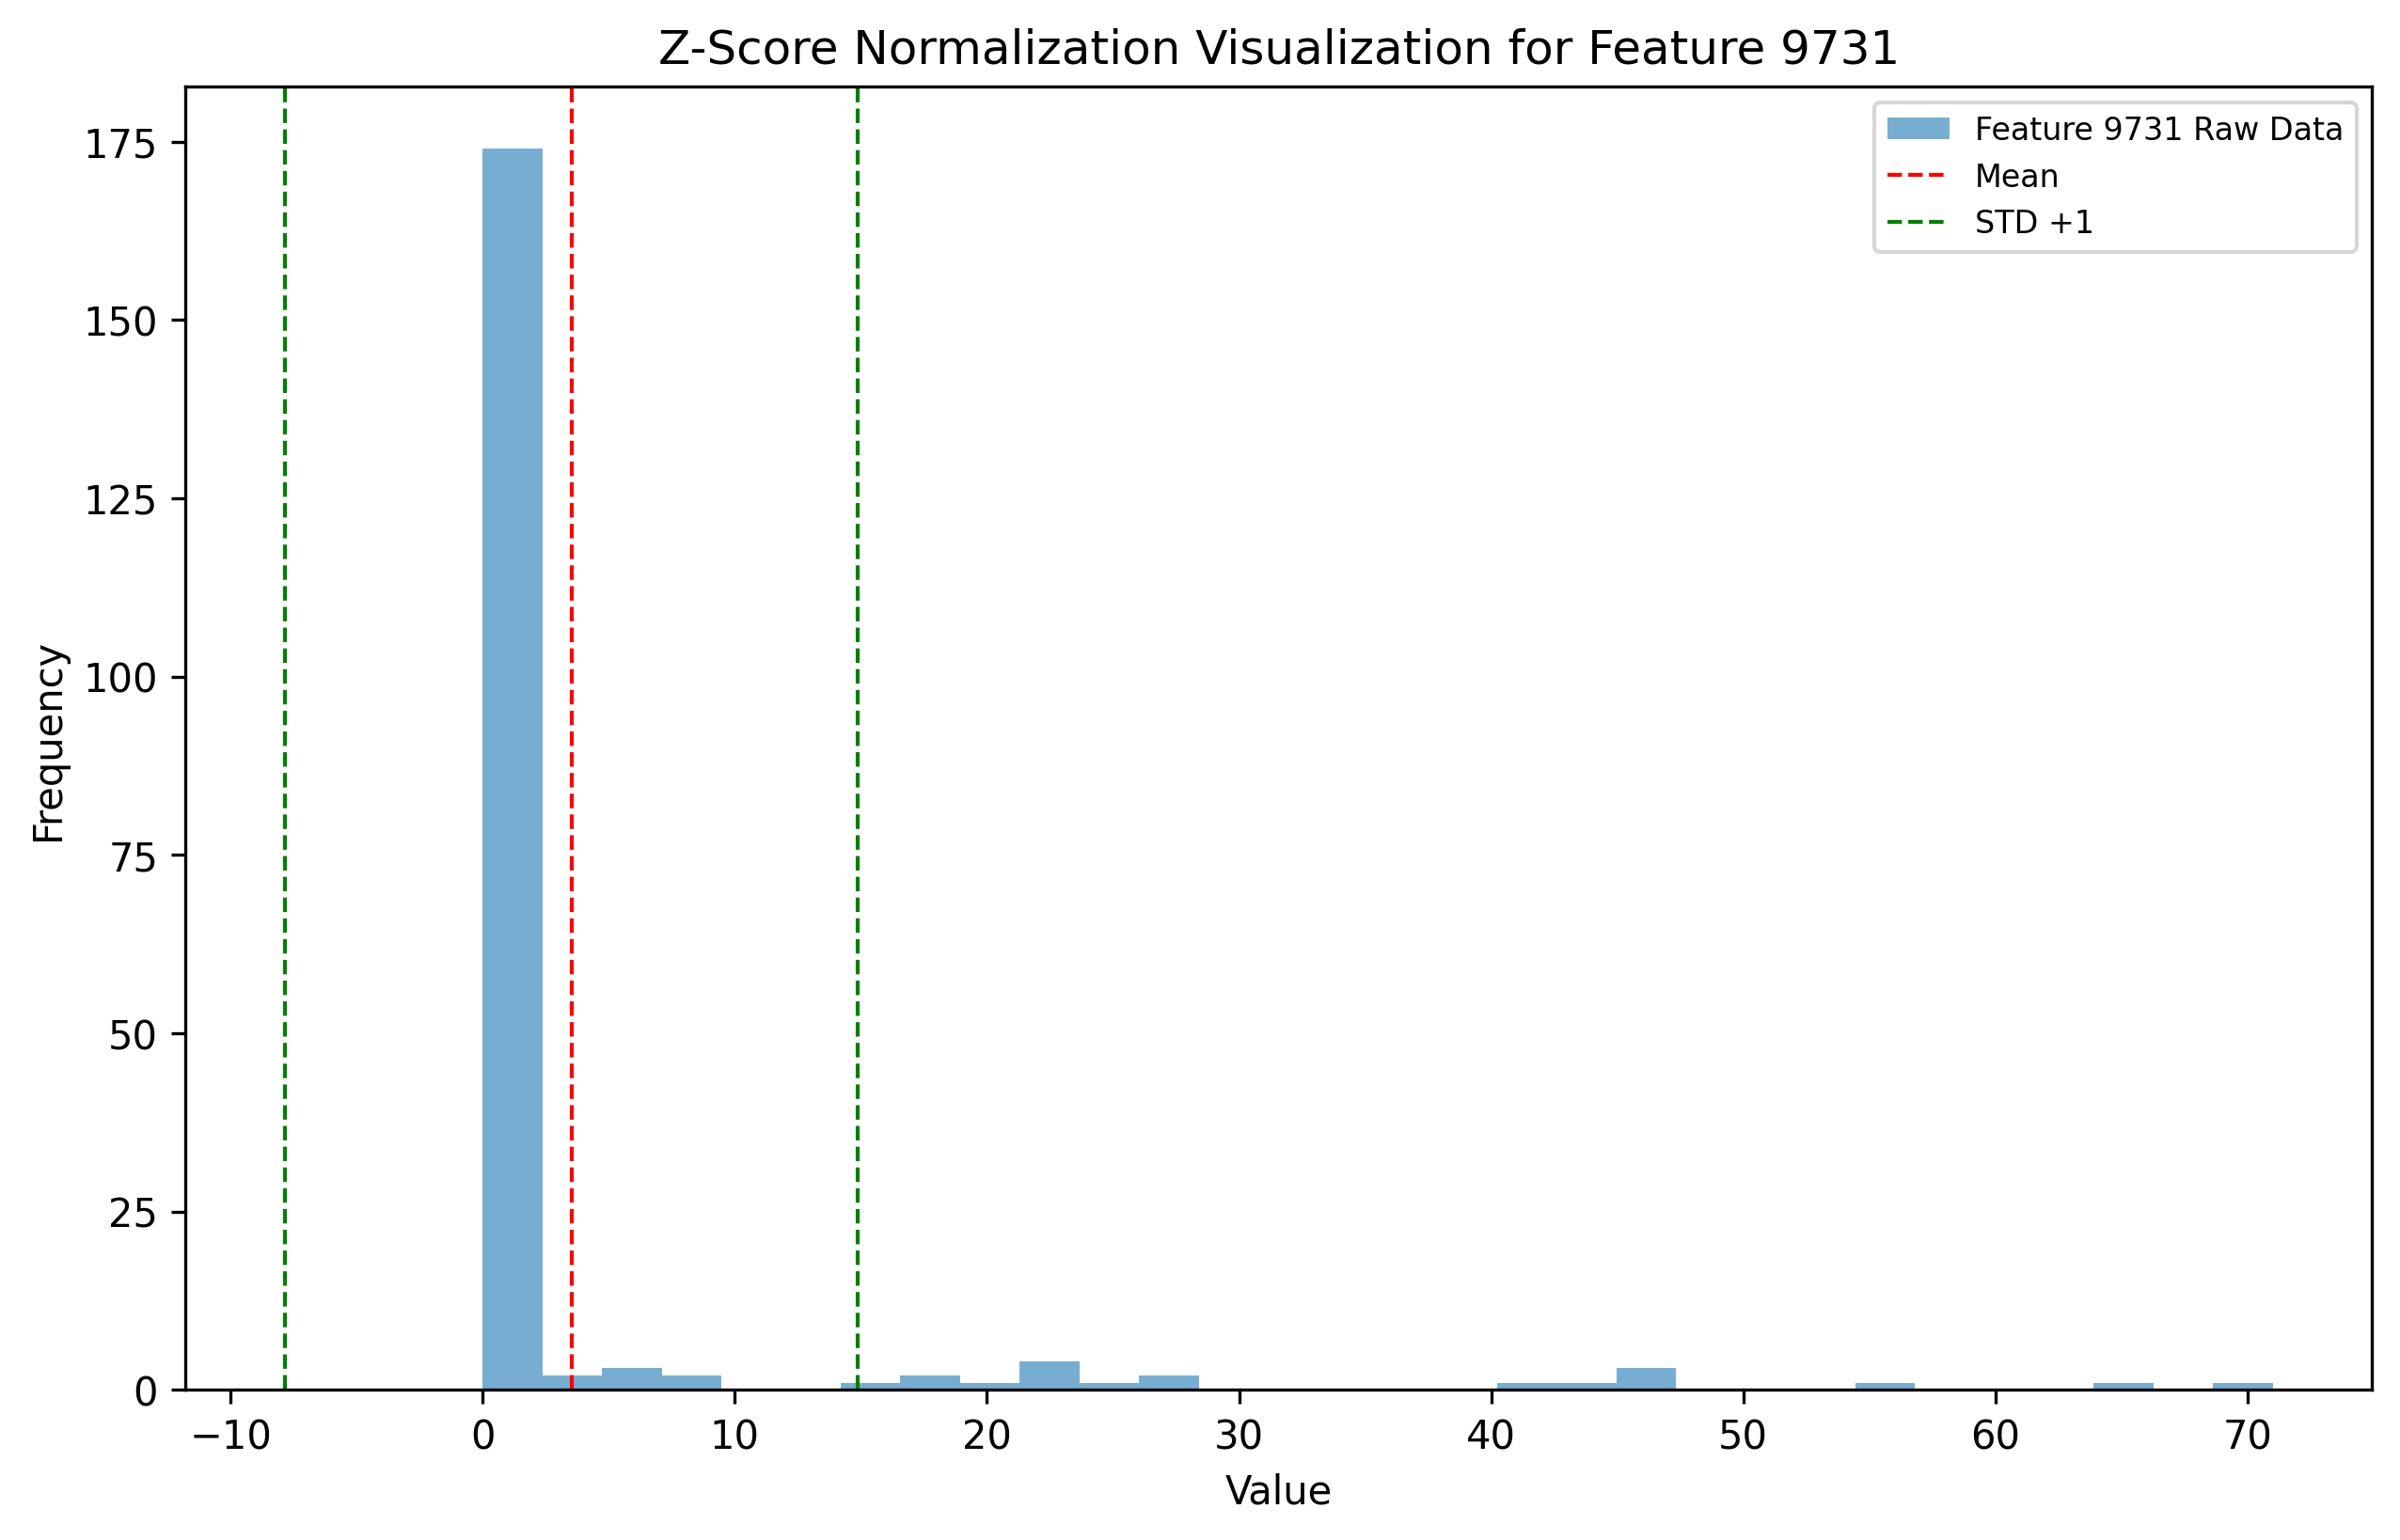 Z-Score Normalization Visualization for Feature 9731
Feature 9731 Raw Data
Mean
STD +1
175
150
125
100
75
50
25
0
Frequency
−10 0 10 20 30 40 50 60 70
Value